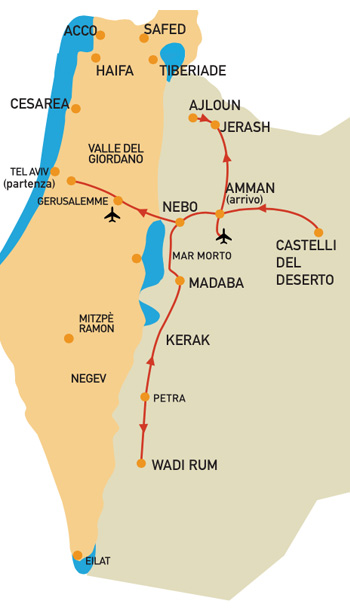 ACCO
SAFED
HAIFA
TIBERIADE
CESAREA
AJLOUN
JERASH
VALLE DEL
GIORDANO
TEL AVIV
(partenza)
GERUSALEMME
NEBO
AMMAN
(arrivo)
CASTELLI
DEL
DESERTO
MAR MORTO
MADABA
MITZPÈ
RAMON
KERAK
NEGEV
PETRA
WADI RUM
EILAT